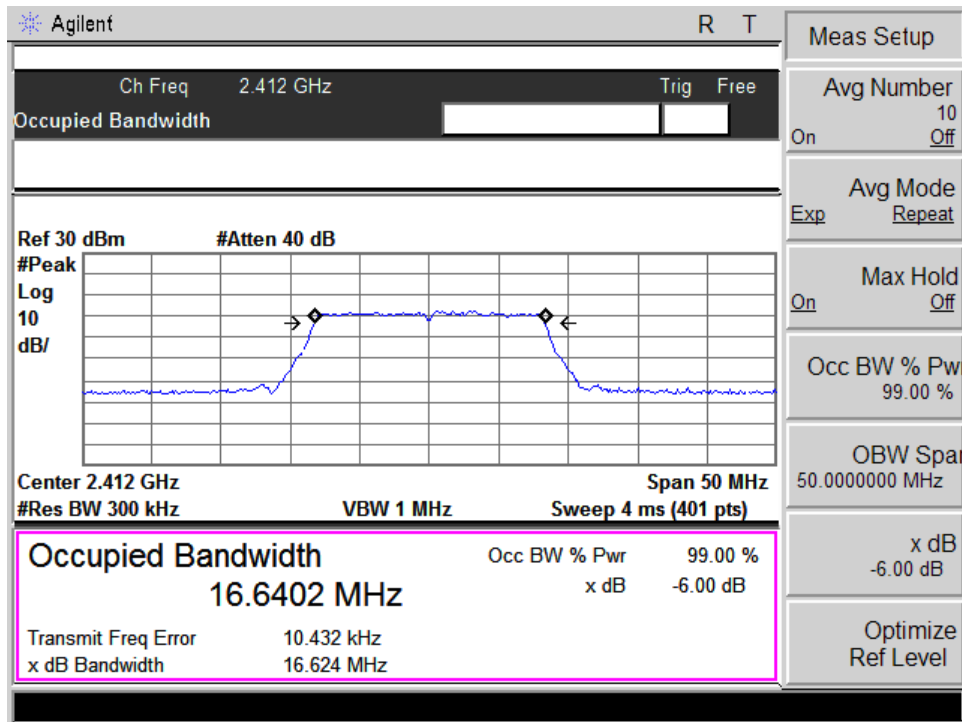 Agilent R T
Ch Freq 2.412 GHz Trig Free
Occupied Bandwidth
Ref 30 dBm #Atten 40 dB
#Peak
Log
10
dB/
Center 2.412 GHz Span 50 MHz
#Res BW 300 kHz VBW 1 MHz Sweep 4 ms (401 pts)
Occupied Bandwidth
16.6402 MHz
Occ BW % Pwr 99.00 %
x dB -6.00 dB
Transmit Freq Error 10.432 kHz
x dB Bandwidth 16.624 MHz
Meas Setup
Avg Number
10
On Off
Avg Mode
Exp Repeat
Max Hold
On Off
Occ BW % Pwr
99.00 %
OBW Span
50.0000000 MHz
x dB
-6.00 dB
Optimize
Ref Level